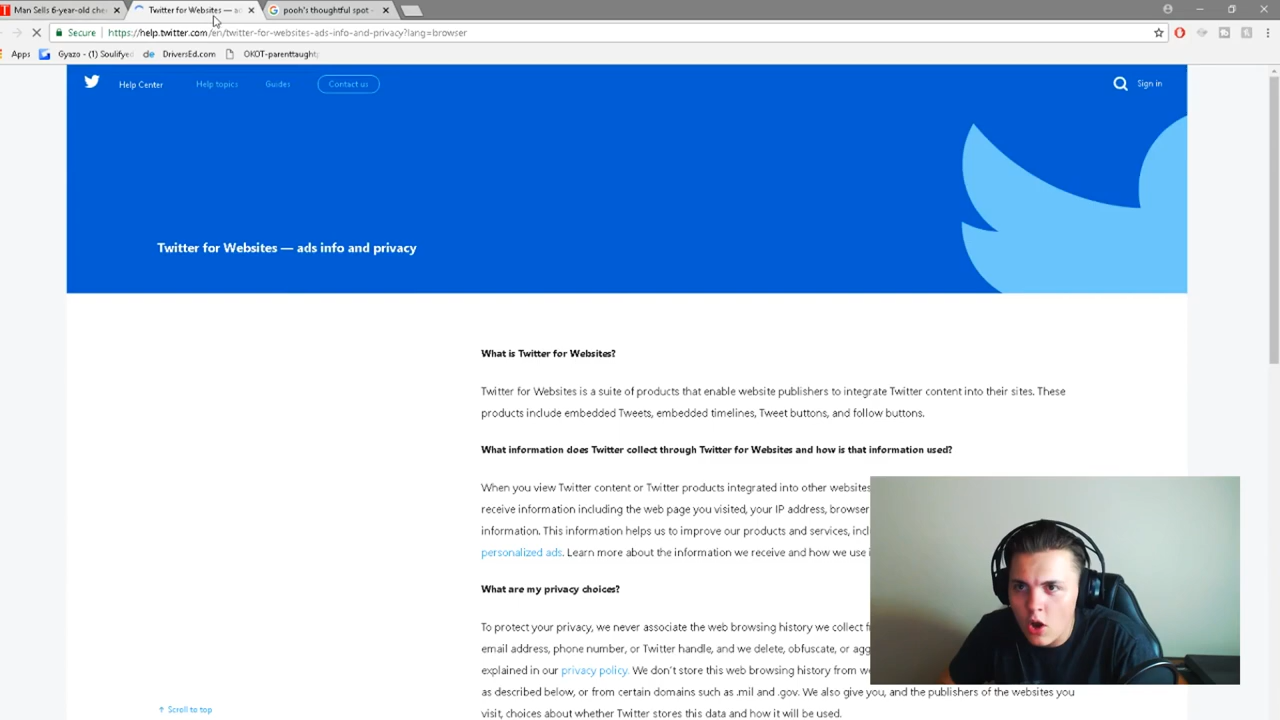 Man Sells 6-year-old che
Twitter for Websites — ad
pooh's thoughtful spot -
Secure
https://help.twitter.com/en/twitter-for-websites-ads-info-and-privacy?lang=browser
Apps
Gyazo - (1) Soulifyed
de
DriversEd.com
OKOT-parenttaught
Help Center
Help topics
Guides
Contact us
Sign in
Twitter for Websites — ads info and privacy
What is Twitter for Websites?
Twitter for Websites is a suite of products that enable website publishers to integrate Twitter content into their sites. These
products include embedded Tweets, embedded timelines, Tweet buttons, and follow buttons.
What information does Twitter collect through Twitter for Websites and how is that information used?
When you view Twitter content or Twitter products integrated into other websites
receive information including the web page you visited, your IP address, browser
information. This information helps us to improve our products and services, incl
personalized ads. Learn more about the information we receive and how we use i
What are my privacy choices?
To protect your privacy, we never associate the web browsing history we collect f
email address, phone number, or Twitter handle, and we delete, obfuscate, or agg
explained in our privacy policy. We don't store this web browsing history from we
as described below, or from certain domains such as .mil and .gov. We also give you, and the publishers of the websites you
visit, choices about whether Twitter stores this data and how it will be used.
Scroll to top